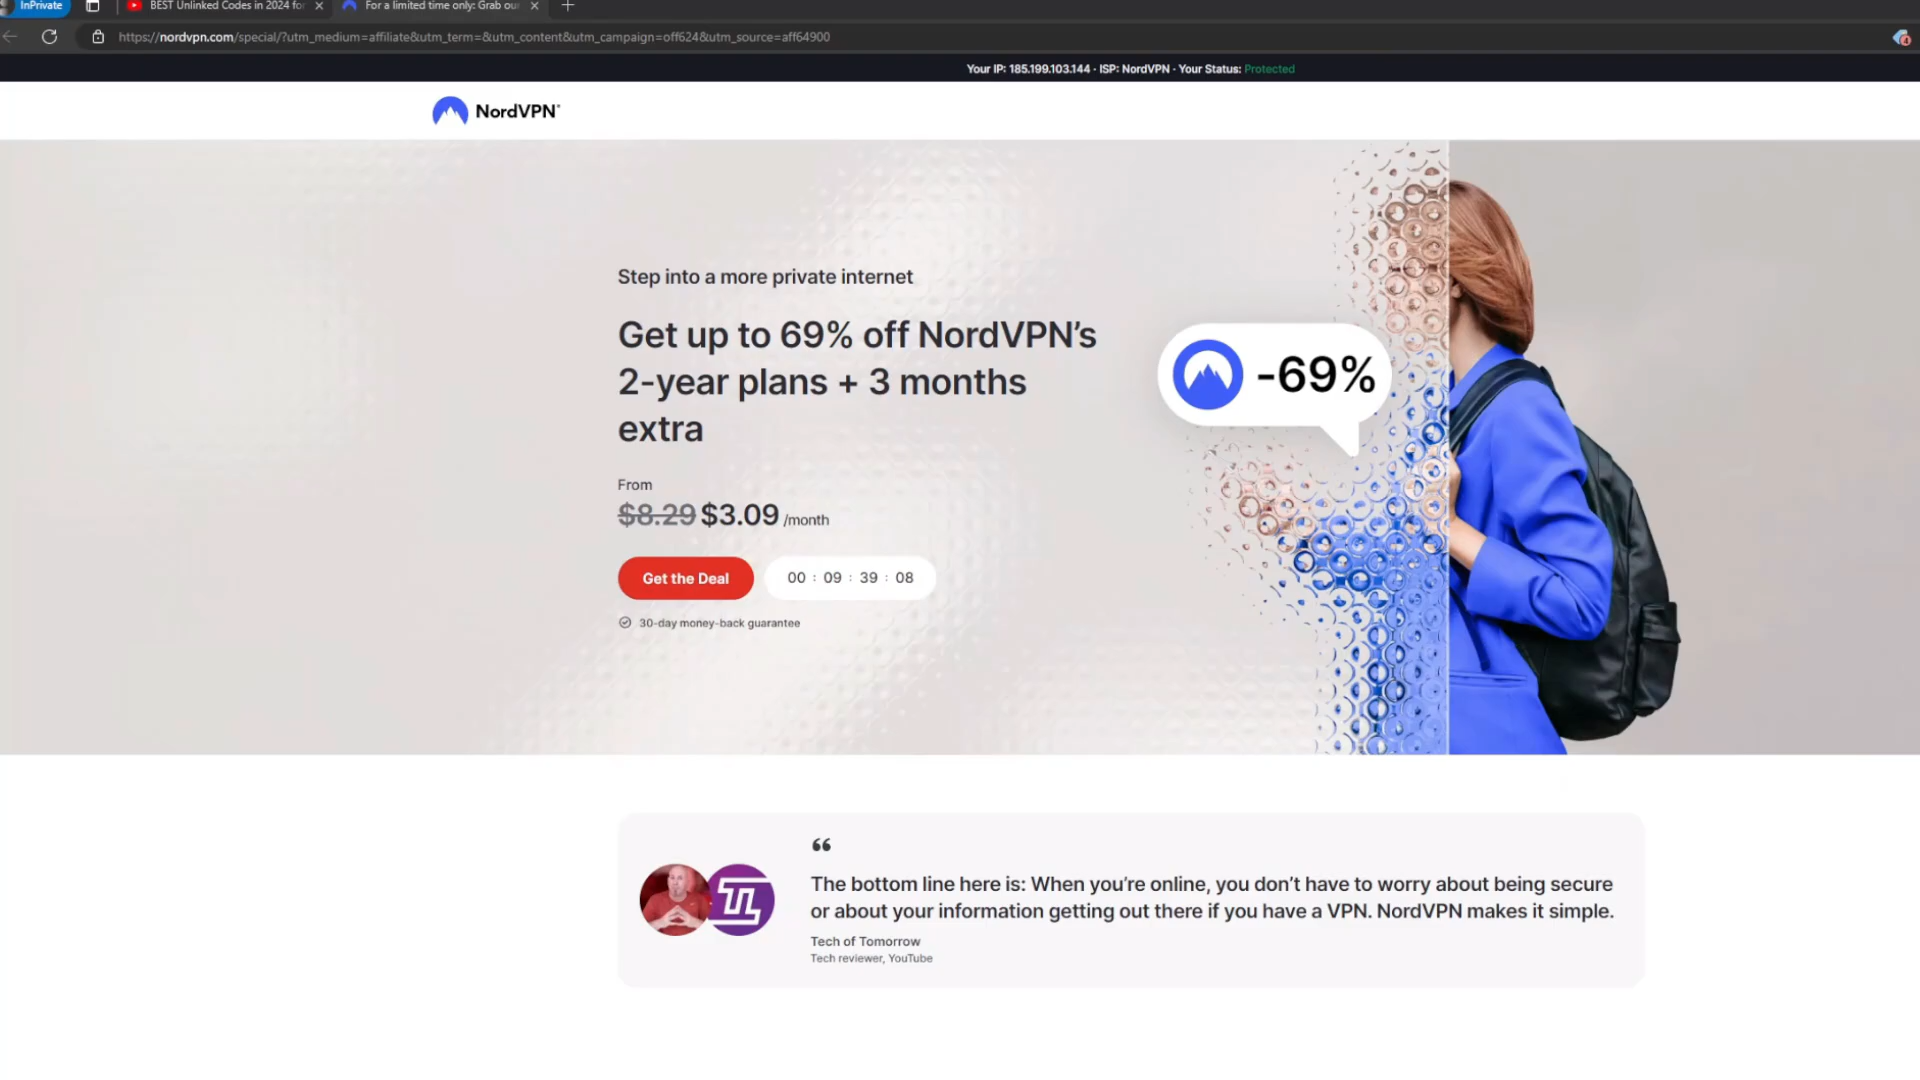 InPrivate
BEST Unlinked Codes in 2024 for
For a limited time only: Grab our
https://nordvpn.com/special/?utm_medium=affiliate&utm_term=&utm_content&utm_campaign=off624&utm_source=aff64900
Your IP: 185.199.103.144 · ISP: NordVPN · Your Status: Protected
NordVPN®
Step into a more private internet
Get up to 69% off NordVPN's
2-year plans + 3 months
extra
-69%
From
$8.29 $3.09 /month
Get the Deal
00 : 09 : 39 : 08
30-day money-back guarantee
“
The bottom line here is: When you're online, you don't have to worry about being secure
or about your information getting out there if you have a VPN. NordVPN makes it simple.
Tech of Tomorrow
Tech reviewer, YouTube